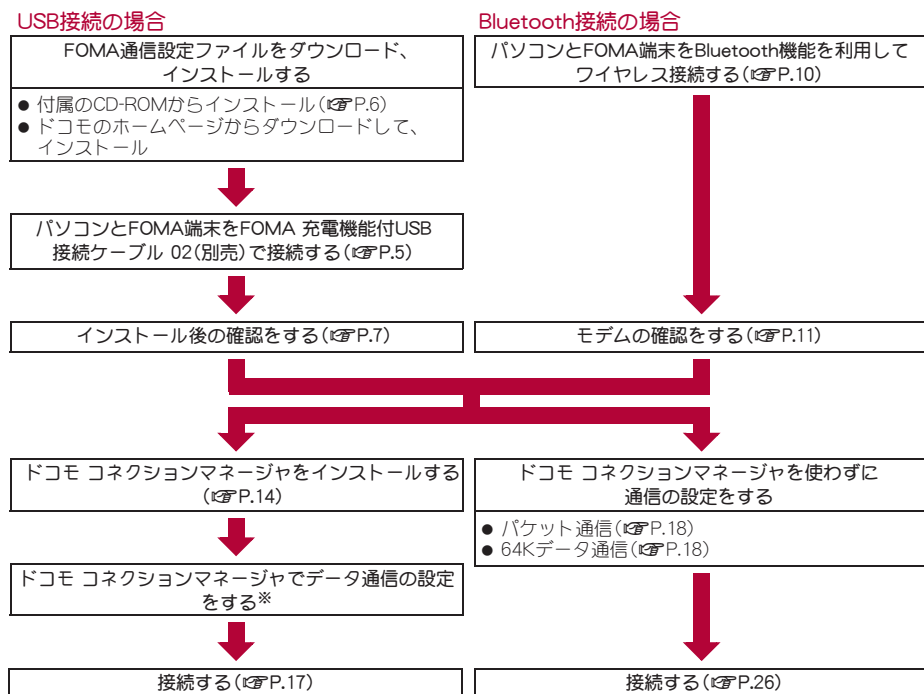 USB接続の場合
FOMA通信設定ファイルをダウンロード、
インストールする
● 付属のCD-ROMからインストール(☞P.6)
● ドコモのホームページからダウンロードして、
インストール
パソコンとFOMA端末をFOMA 充電機能付USB
接続ケーブル 02(別売)で接続する(☞P.5)
インストール後の確認をする(☞P.7)
Bluetooth接続の場合
パソコンとFOMA端末をBluetooth機能を利用して
ワイヤレス接続する(☞P.10)
モデムの確認をする(☞P.11)
ドコモ コネクションマネージャをインストールする
(☞P.14)
ドコモ コネクションマネージャでデータ通信の設定
をする※
接続する(☞P.17)
ドコモ コネクションマネージャを使わずに
通信の設定をする
● パケット通信(☞P.18)
● 64Kデータ通信(☞P.18)
接続する(☞P.26)